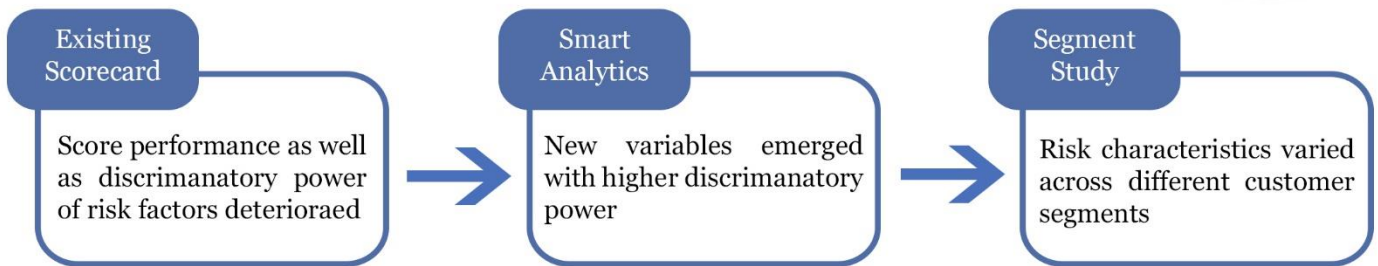 Existing
Scorecard
Score performance as well
as discrimanatory power
of risk factors deterioraed
Smart
Analytics
New variables emerged
with higher discrimanatory
power
Segment
Study
Risk characteristics varied
across different customer
segments